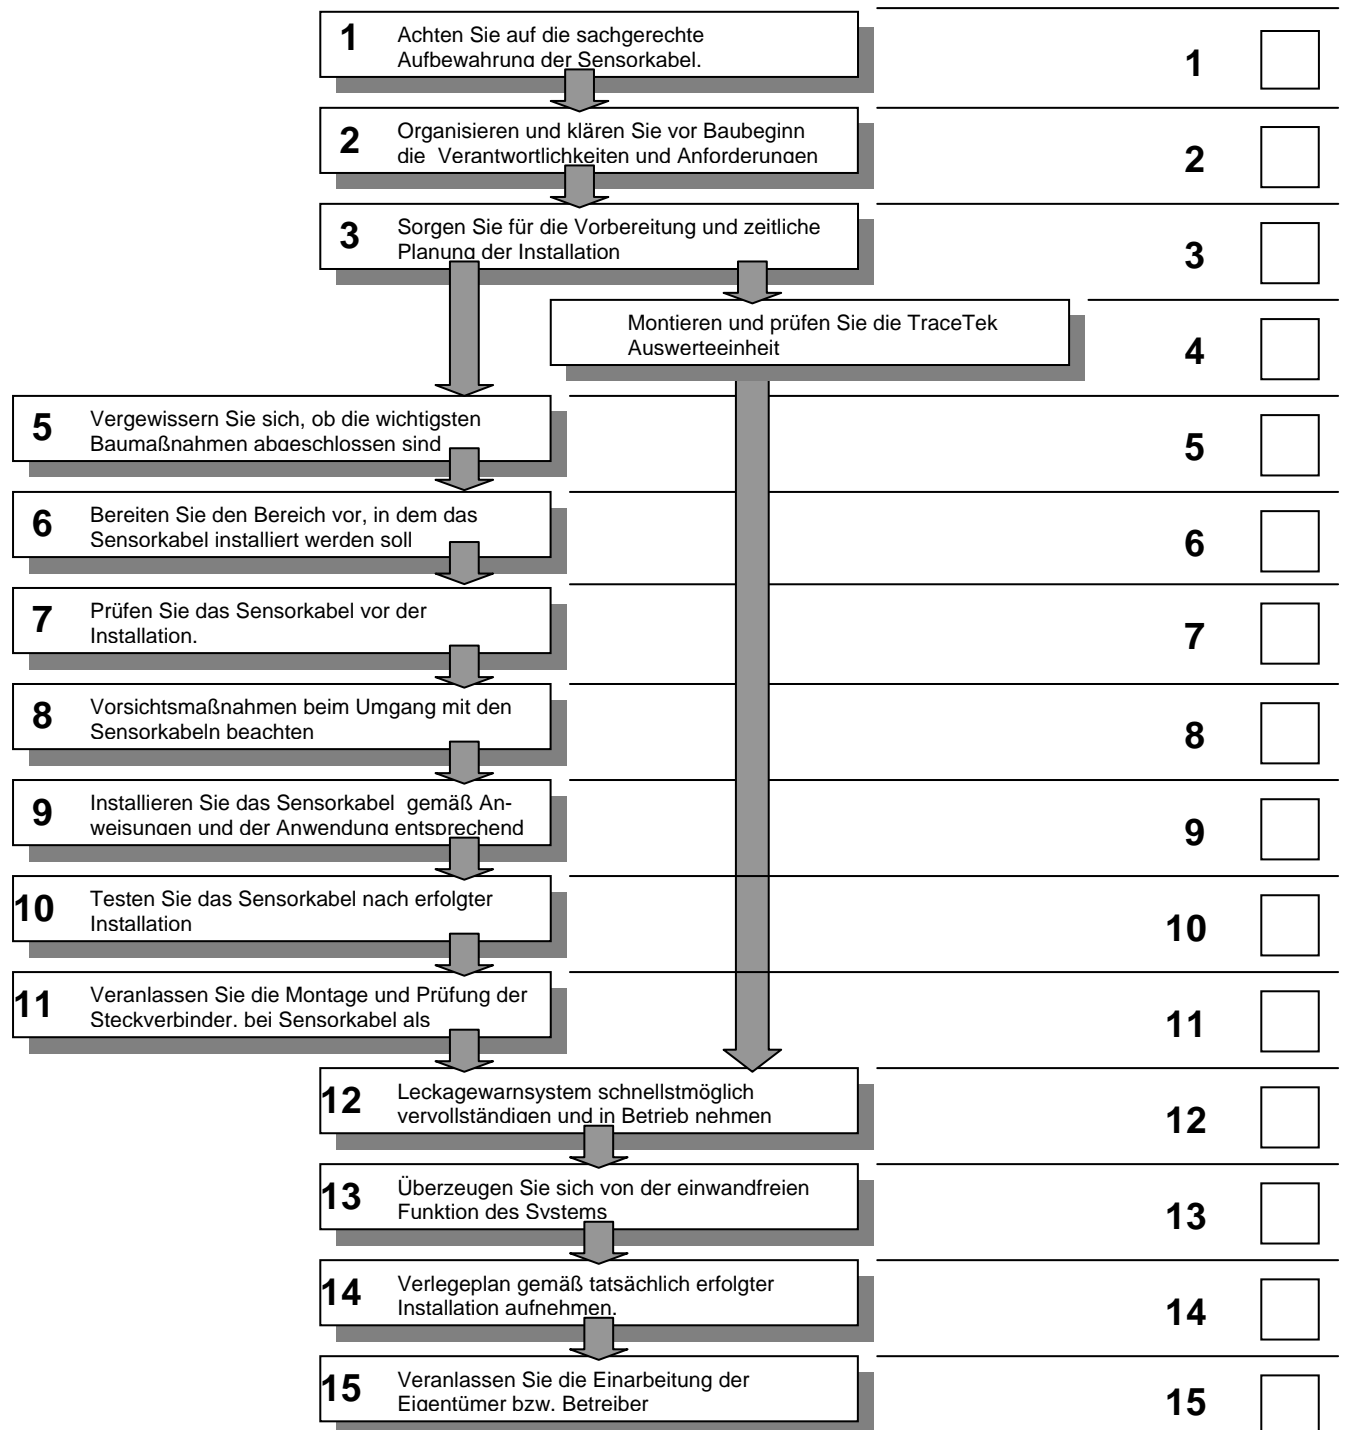 1
Achten Sie auf die sachgerechte
Aufbewahrung der Sensorkabel.
1
2
Organisieren und klären Sie vor Baubeginn
die Verantwortlichkeiten und Anforderungen
2
3
Sorgen Sie für die Vorbereitung und zeitliche
Planung der Installation
3
Montieren und prüfen Sie die TraceTek
Auswerteeinheit
4
5
Vergewissern Sie sich, ob die wichtigsten
Baumaßnahmen abgeschlossen sind
5
6
Bereiten Sie den Bereich vor, in dem das
Sensorkabel installiert werden soll
6
7
Prüfen Sie das Sensorkabel vor der
Installation.
7
8
Vorsichtsmaßnahmen beim Umgang mit den
Sensorkabeln beachten
8
9
Installieren Sie das Sensorkabel gemäß An-
weisungen und der Anwendung entsprechend
9
10
Testen Sie das Sensorkabel nach erfolgter
Installation
10
11
Veranlassen Sie die Montage und Prüfung der
Steckverbinder, bei Sensorkabel als
11
12
Leckagewarnsystem schnellstmöglich
vervollständigen und in Betrieb nehmen
12
13
Überzeugen Sie sich von der einwandfreien
Funktion des Systems
13
14
Verlegeplan gemäß tatsächlich erfolgter
Installation aufnehmen.
14
15
Veranlassen Sie die Einarbeitung der
Eigentümer bzw. Betreiber
15